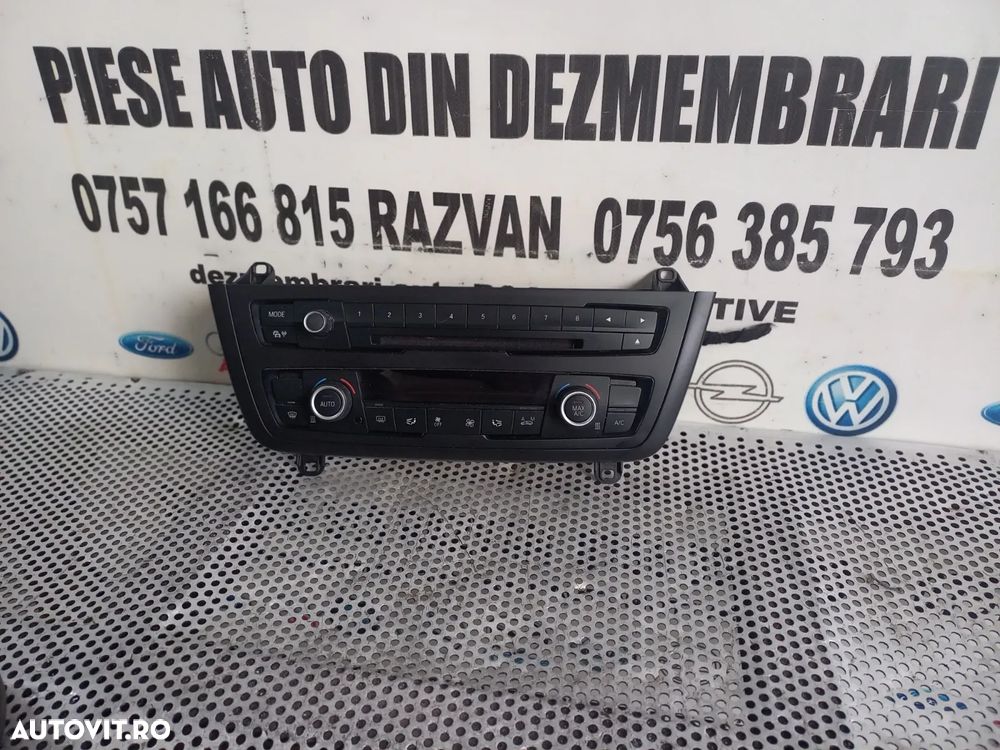 PIESE AUTO DIN DEZMEMBRARI
0757 166 815 RAZVAN 0756 385 793
MODE 1 2 3 4 5 6 7 8
AUTO OFF MAX A/C A/C
Ford
AUTOVIT.RO